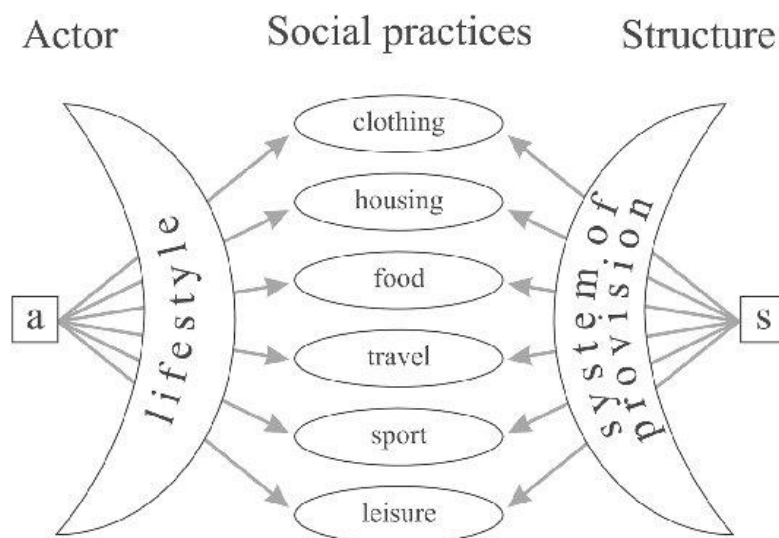 Actor Social practices Structure
clothing
housing
food
travel
sport
leisure
a
lifestyle
system of
provision
s